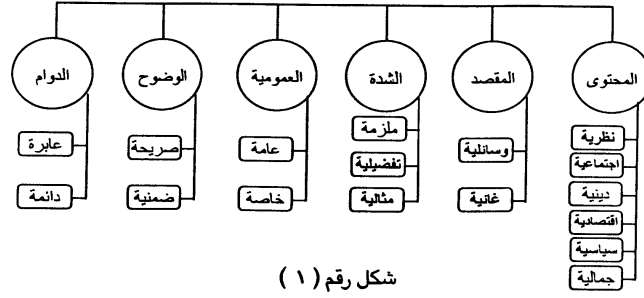 المحتوى
نظرية
اجتماعية
دينية
اقتصادية
سياسية
جمالية
المقصد
وسائلية
غائية
الشدة
ملزمة
تفضيلية
مثالية
العمومية
عامة
خاصة
الوضوح
صريحة
ضمنية
الدوام
عابرة
دائمة
شكل رقم ( ١ )